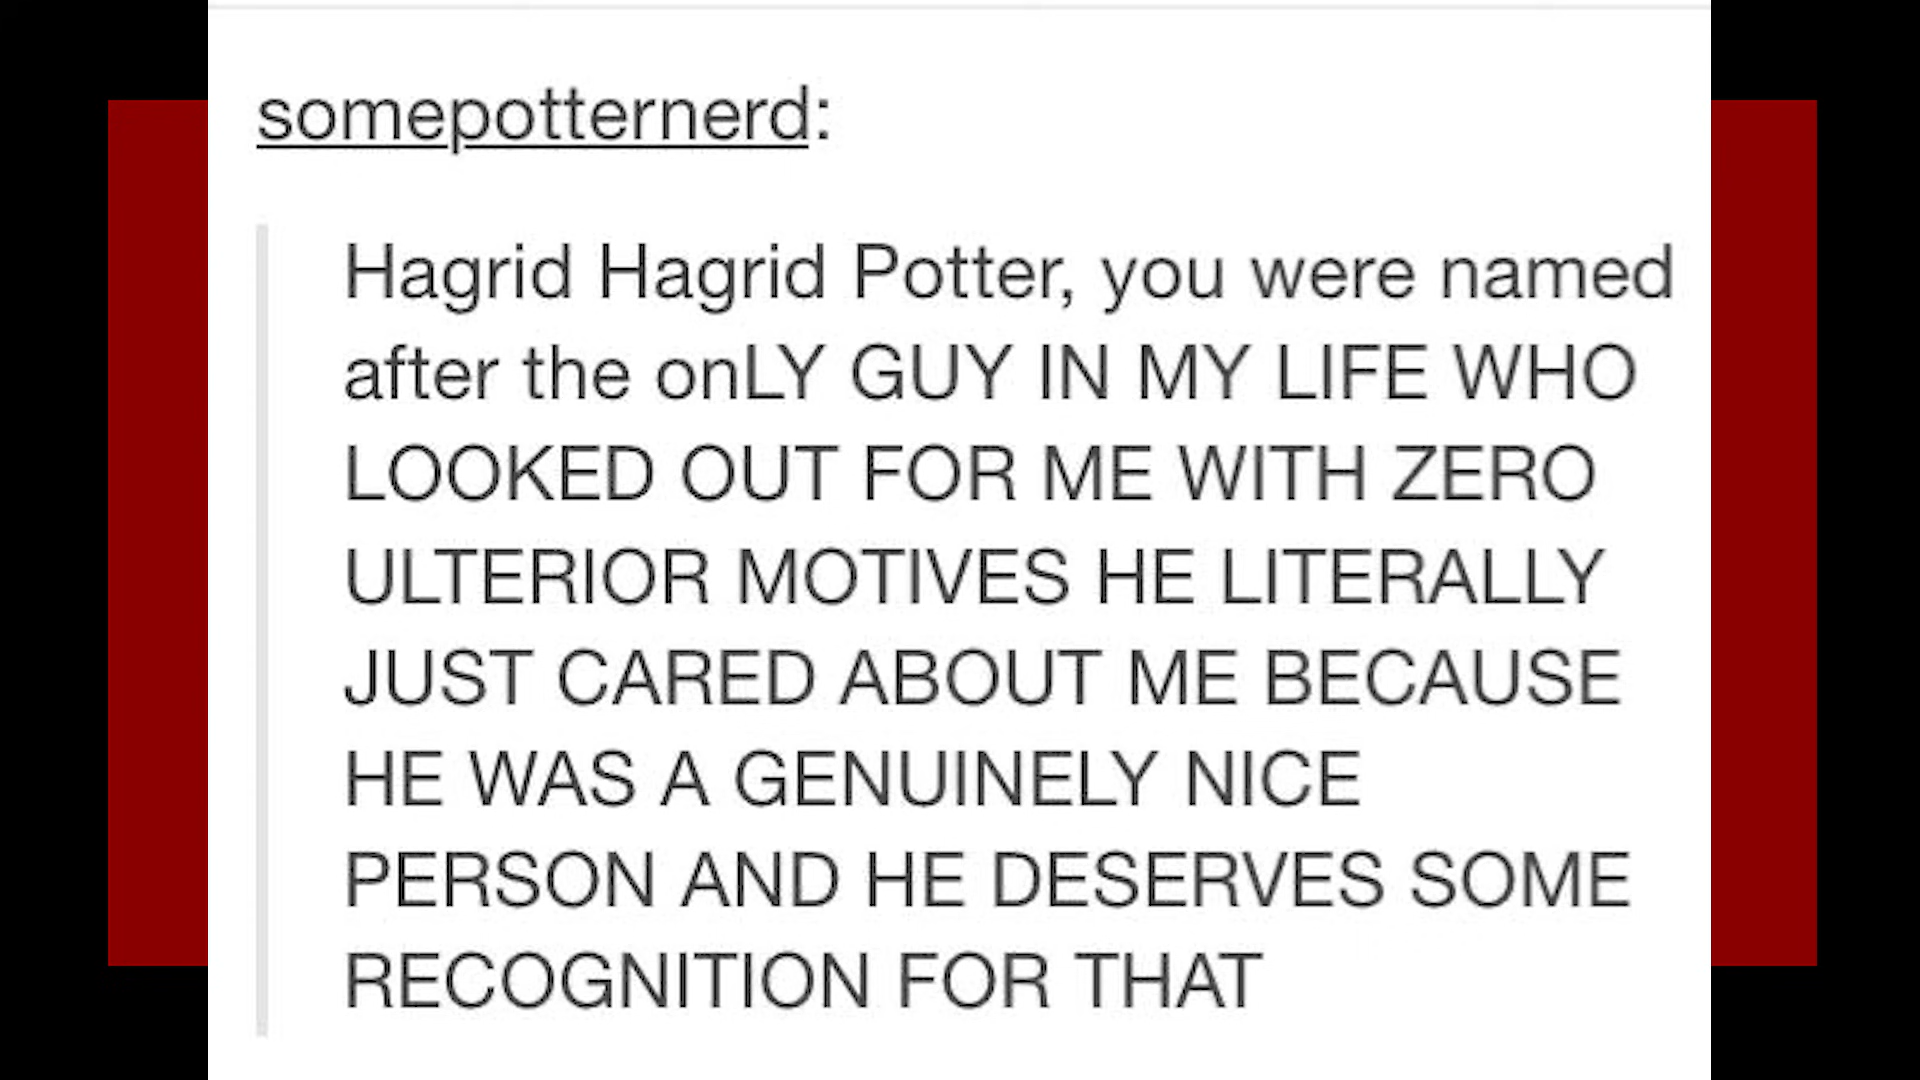 somepotternerd:
Hagrid Hagrid Potter, you were named
after the onLY GUY IN MY LIFE WHO
LOOKED OUT FOR ME WITH ZERO
ULTERIOR MOTIVES HE LITERALLY
JUST CARED ABOUT ME BECAUSE
HE WAS A GENUINELY NICE
PERSON AND HE DESERVES SOME
RECOGNITION FOR THAT